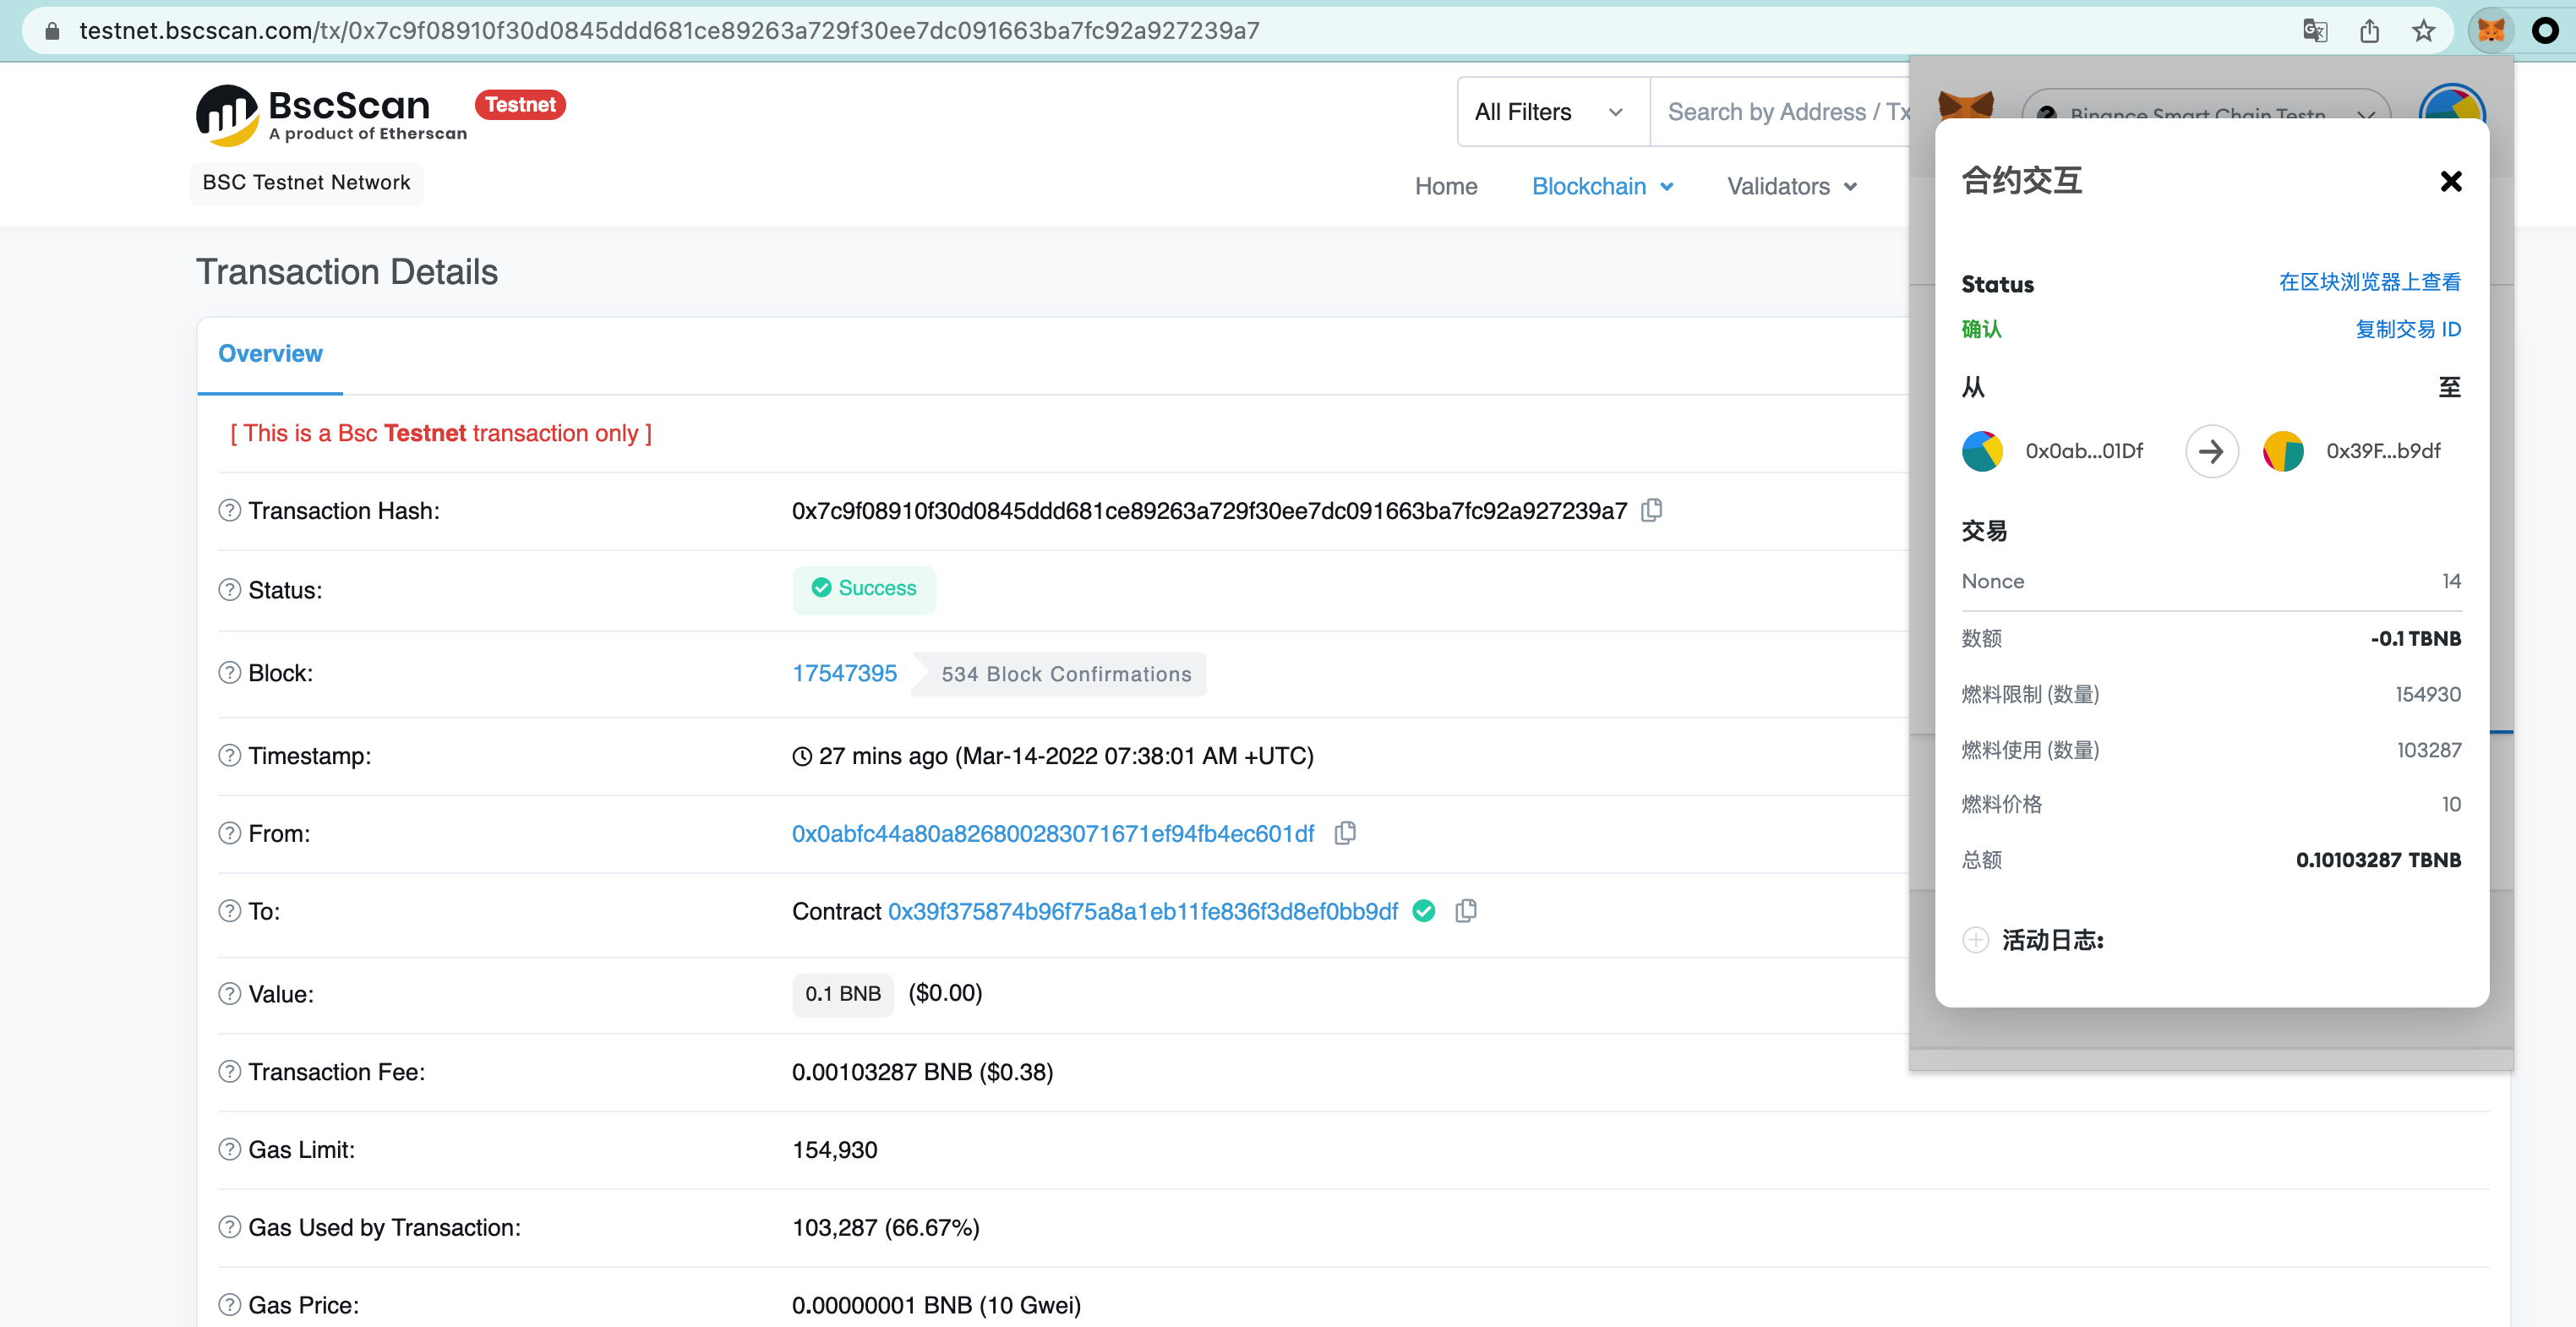 testnet.bscscan.com/tx/0x7c9f08910f30d0845ddd681ce89263a729f30ee7dc091663ba7fc92a927239a7
BscScan
A product of Etherscan
Testnet
BSC Testnet Network
All Filters
Search by Address / Tx
Home
Blockchain
Validators
Transaction Details
Overview
[ This is a Bsc Testnet transaction only ]
Transaction Hash:
0x7c9f08910f30d0845ddd681ce89263a729f30ee7dc091663ba7fc92a927239a7
Status:
Success
Block:
17547395
534 Block Confirmations
Timestamp:
27 mins ago (Mar-14-2022 07:38:01 AM +UTC)
From:
0x0abfc44a80a826800283071671ef94fb4ec601df
To:
Contract 0x39f375874b96f75a8a1eb11fe836f3d8ef0bb9df
Value:
0.1 BNB ($0.00)
Transaction Fee:
0.00103287 BNB ($0.38)
Gas Limit:
154,930
Gas Used by Transaction:
103,287 (66.67%)
Gas Price:
0.00000001 BNB (10 Gwei)
Binance Smart Chain Testn
合约交互
Status
在区块浏览器上查看
确认
复制交易 ID
从
至
0x0ab...01Df
0x39F...b9df
交易
Nonce
14
数额
-0.1 TBNB
燃料限制 (数量)
154930
燃料使用 (数量)
103287
燃料价格
10
总额
0.10103287 TBNB
活动日志: